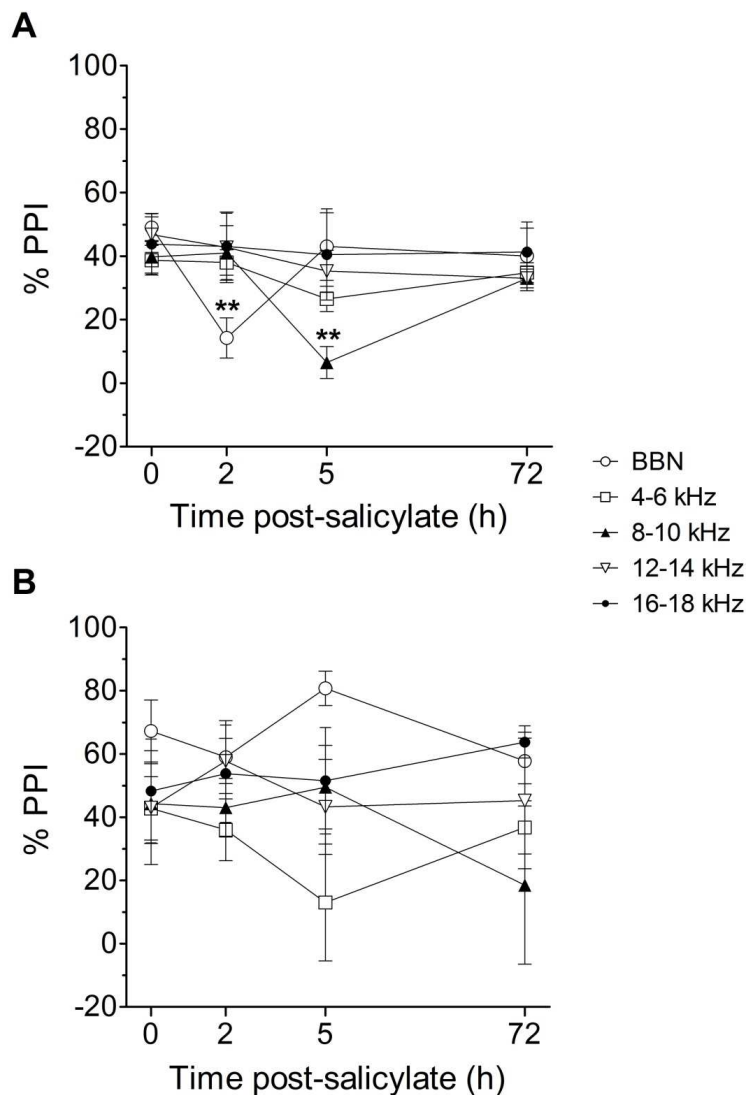 A
100
80
60
40
20
0
-20
% PPI
**
**
0 2 5 72
Time post-salicylate (h)
BBN
4-6 kHz
8-10 kHz
12-14 kHz
16-18 kHz
B
100
80
60
40
20
0
-20
% PPI
0 2 5 72
Time post-salicylate (h)